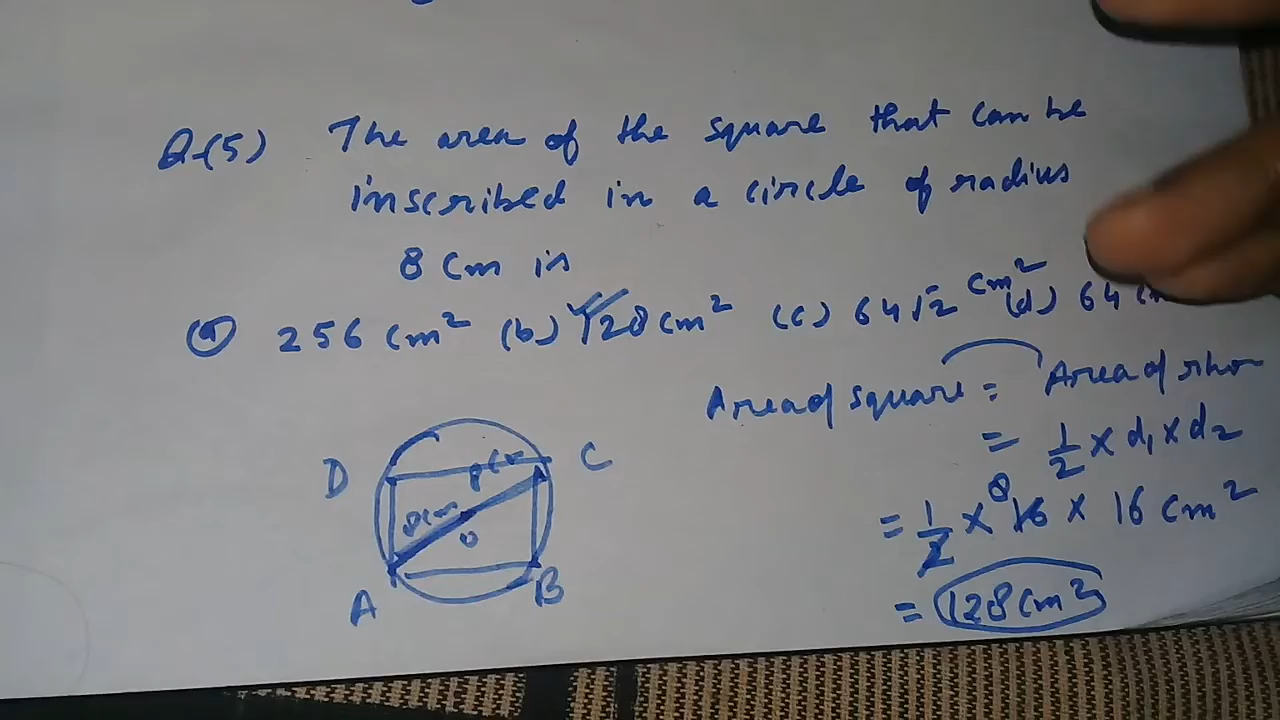 Q(5) The area of the square that can be
inscribed in a circle of radius
8 cm is
(a) 256 cm² (b) 128 cm² (c) 64√2 cm² (d) 64
Area of square = Area of
= 1/2 × d₁ × d₂
= 1/2 × 16 × 16 cm²
8
= 128 cm²
D C
8 cm
8 cm
O
A B